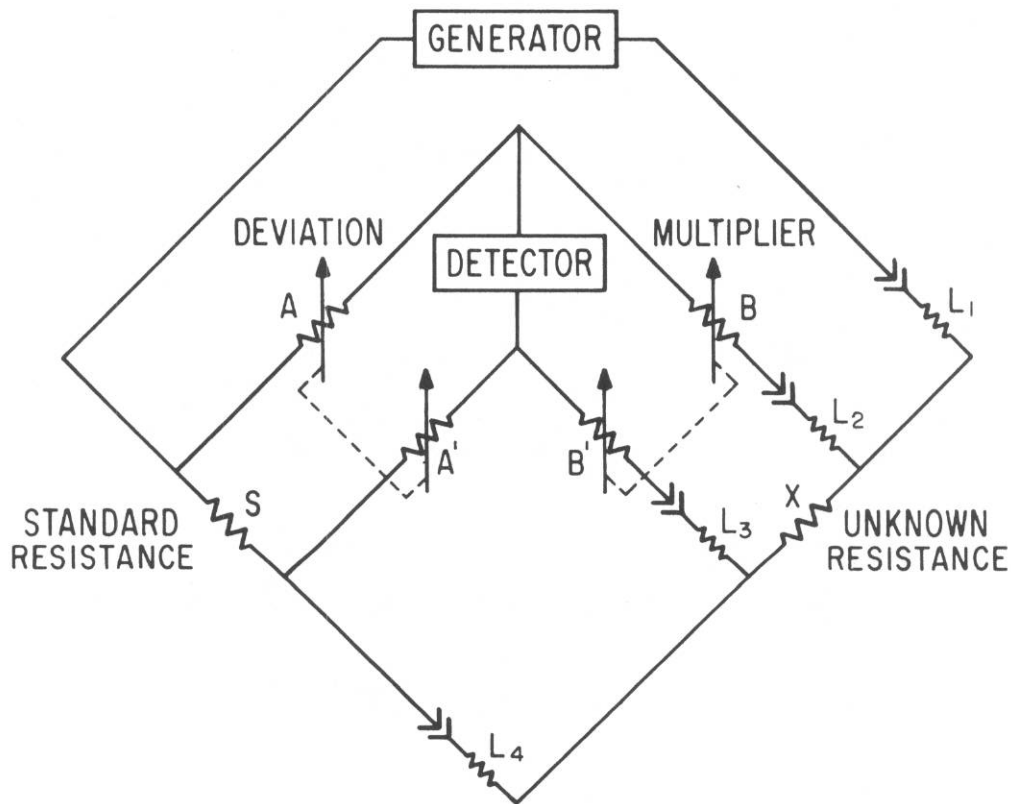 GENERATOR
DEVIATION
MULTIPLIER
DETECTOR
A
B
L1
L2
A'
B'
S
X
L3
STANDARD
RESISTANCE
UNKNOWN
RESISTANCE
L4